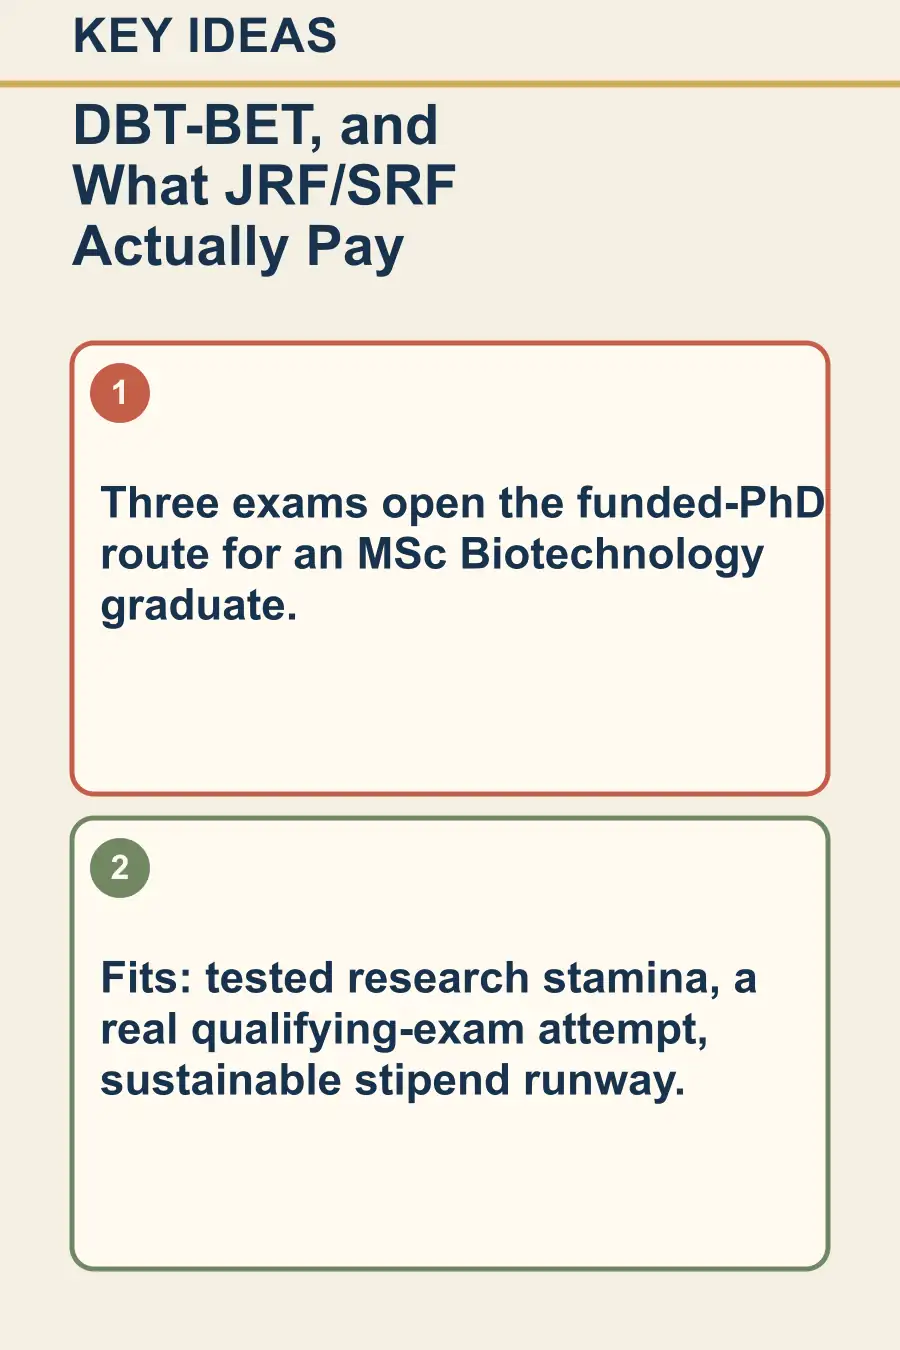 KEY IDEAS
DBT-BET, and
What JRF/SRF
Actually Pay
1
Three exams open the funded-PhD
route for an MSc Biotechnology
graduate.
2
Fits: tested research stamina, a
real qualifying-exam attempt,
sustainable stipend runway.